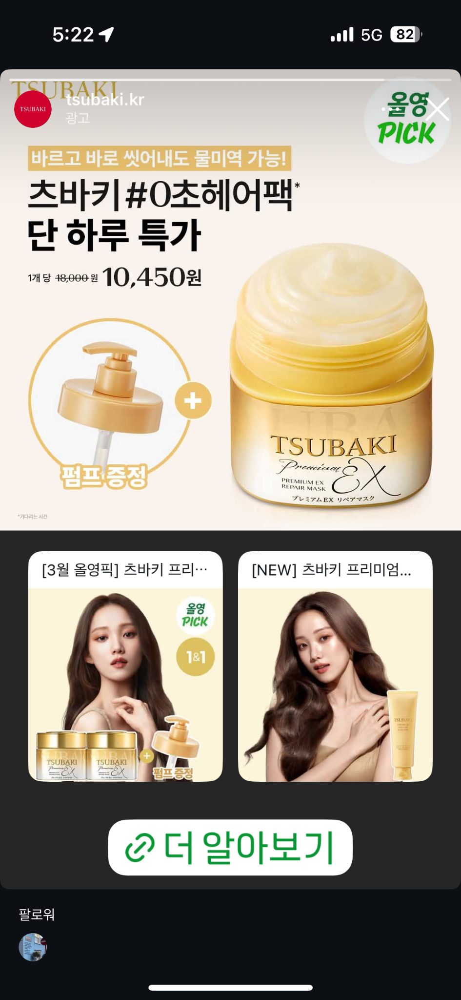 5:22
5G
82
TSUBAKI
TSUBAKI
tsubaki.kr
광고
올영
PICK
바르고 바로 씻어내도 물미역 가능!
츠바키 #0초헤어팩*
단 하루 특가
1개 당 18,000원 10,450원
펌프 증정
TSUBAKI
Premium EX
PREMIUM EX
REPAIR MASK
プレミアムEX リペアマスク
*기다리는 시간
[3월 올영픽] 츠바키 프리…
올영
PICK
1&1
TSUBAKI
Premium EX
TSUBAKI
Premium EX
펌프 증정
[NEW] 츠바키 프리미엄...
TSUBAKI
더 알아보기
팔로워